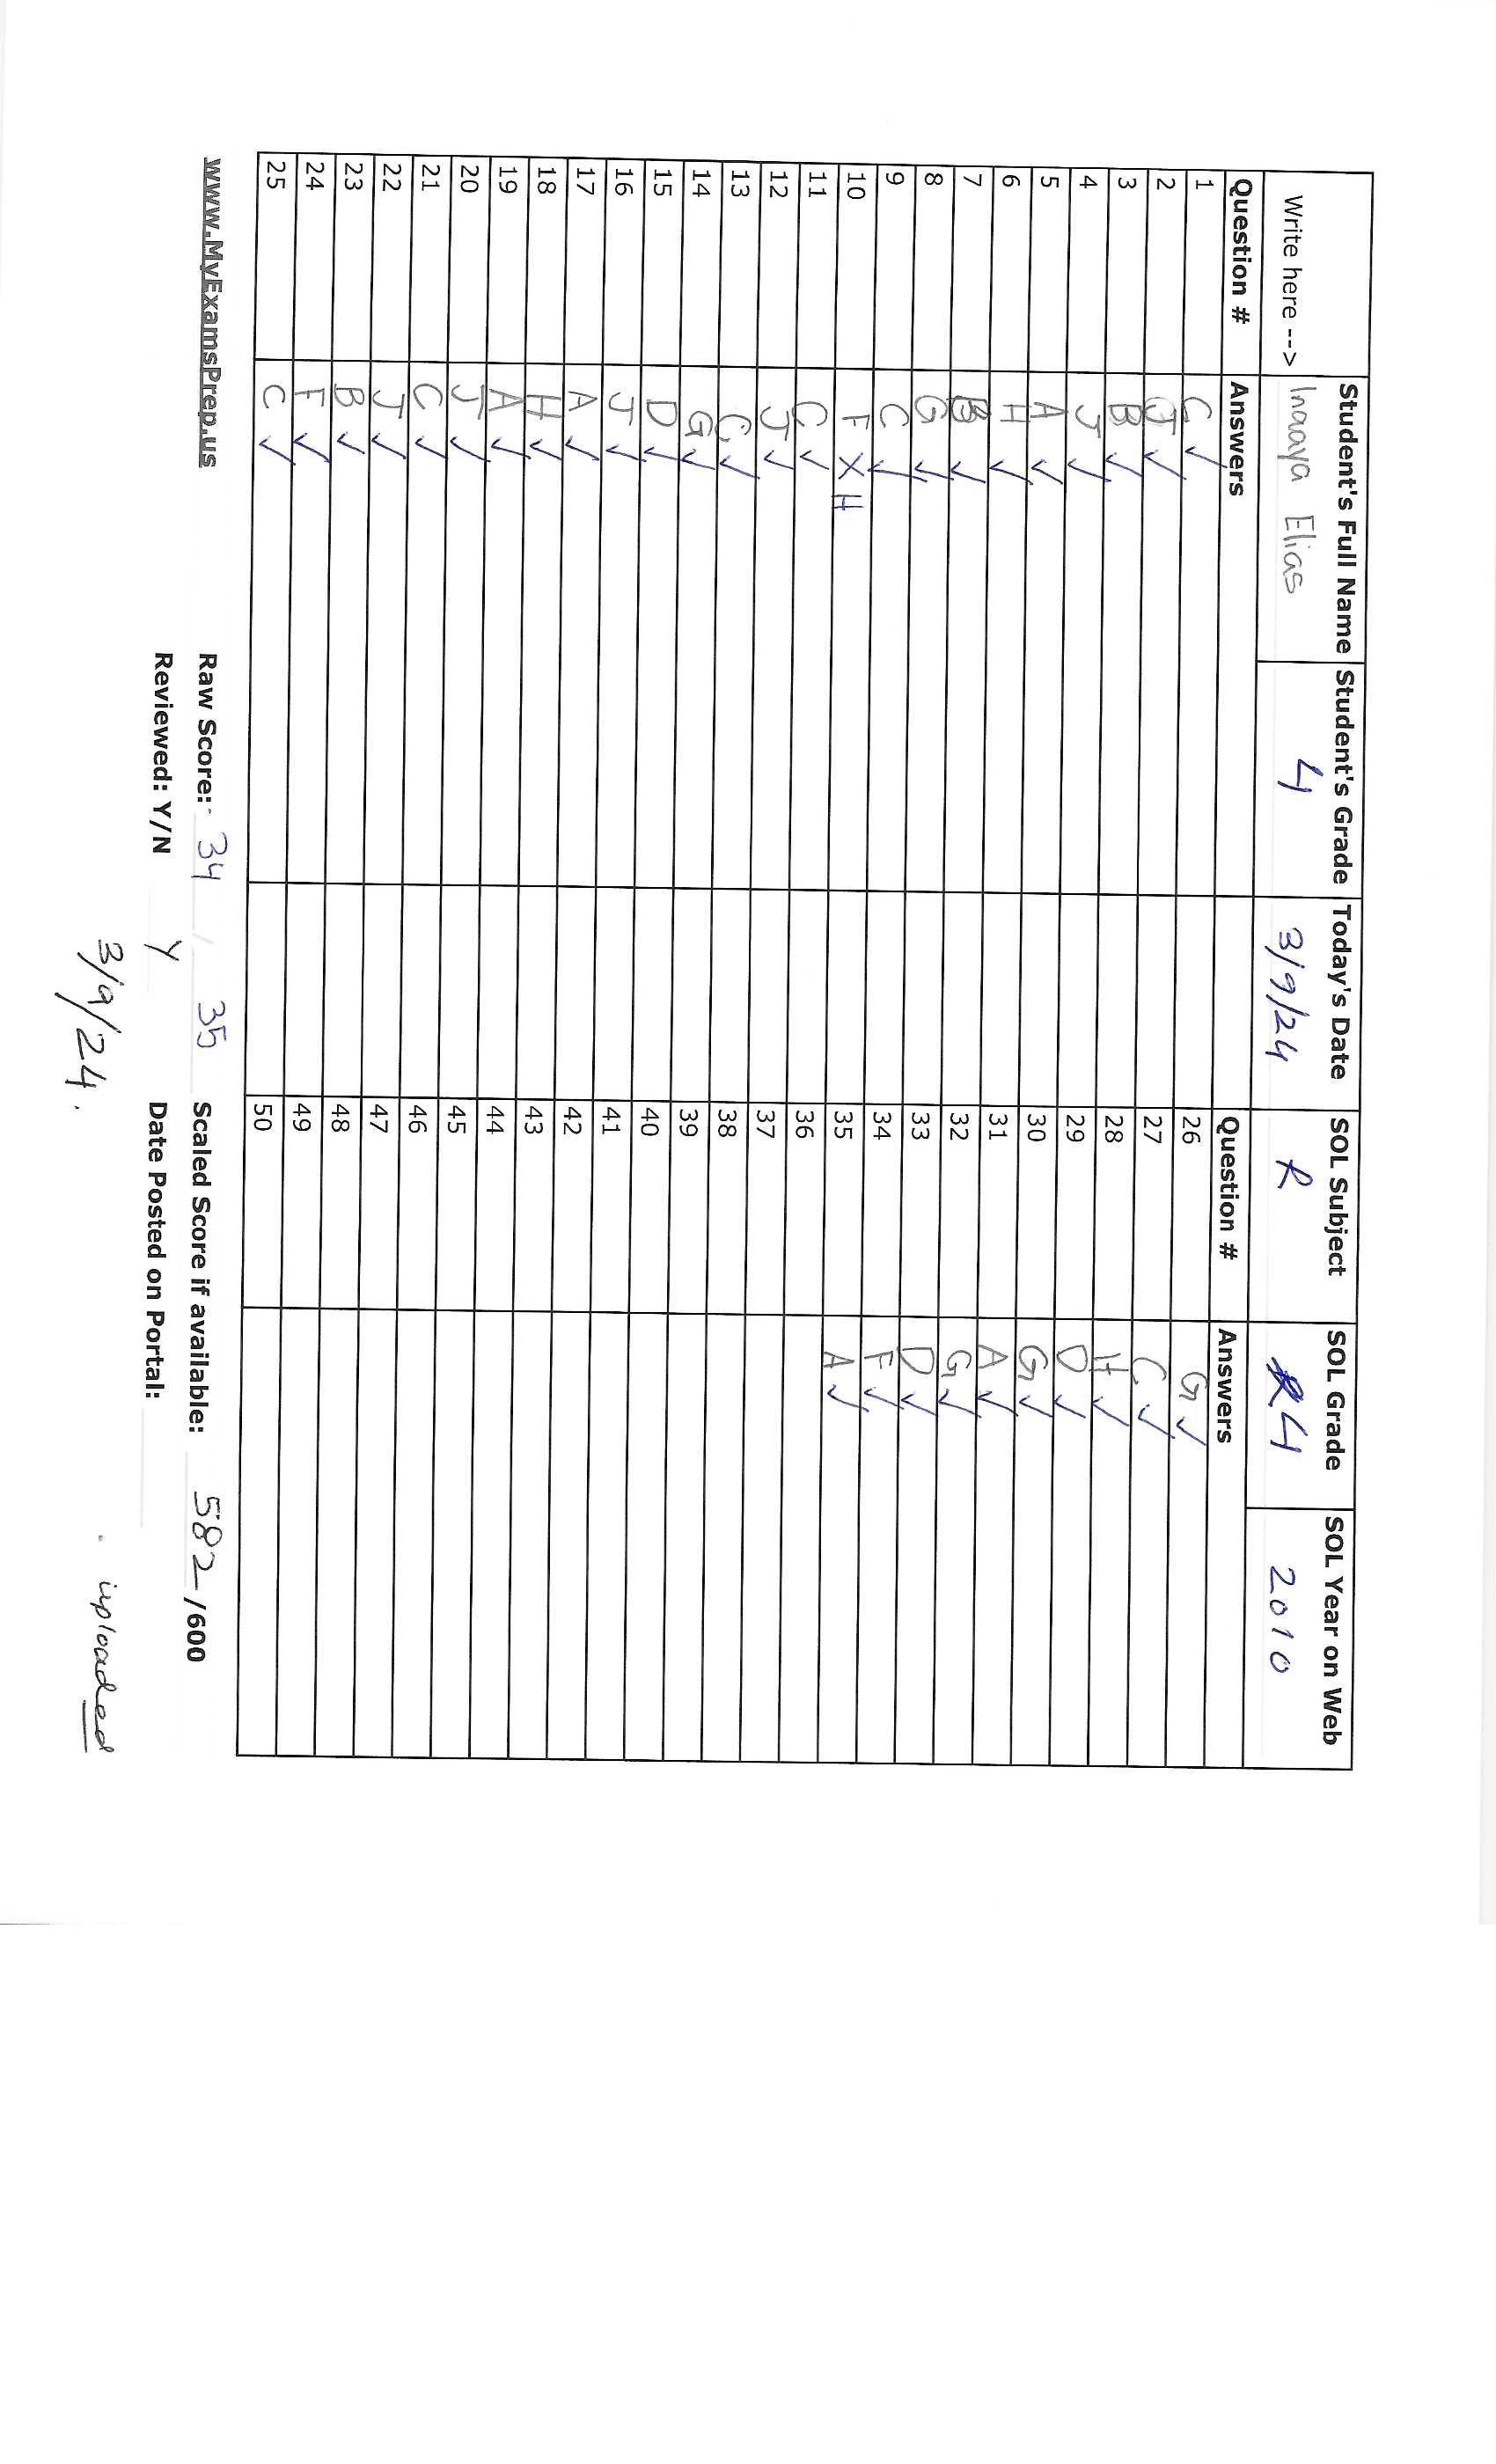 Student's Full Name Student's Grade Today's Date SOL Subject SOL Grade SOL Year on Web
Write here --> Inaaya Elias 4 3/9/24 R 4 2010
Question # Answers Question # Answers
1 C ✓ 26 G ✓
2 J ✓ 27 C ✓
3 B ✓ 28 H ✓
4 J ✓ 29 D ✓
5 A ✓ 30 G ✓
6 H ✓ 31 A ✓
7 B ✓ 32 G ✓
8 G ✓ 33 D ✓
9 C ✓ 34 F ✓
10 F X H 35 A ✓
11 C ✓ 36
12 J ✓ 37
13 C ✓ 38
14 G ✓ 39
15 D ✓ 40
16 J ✓ 41
17 A ✓ 42
18 H ✓ 43
19 A ✓ 44
20 J ✓ 45
21 C ✓ 46
22 J ✓ 47
23 B ✓ 48
24 F ✓ 49
25 C ✓ 50
www.MyExamsPrep.us Raw Score: 34 / 35 Scaled Score if available: 582 /600
Reviewed: Y/N Y Date Posted on Portal:
3/9/24. uploaded